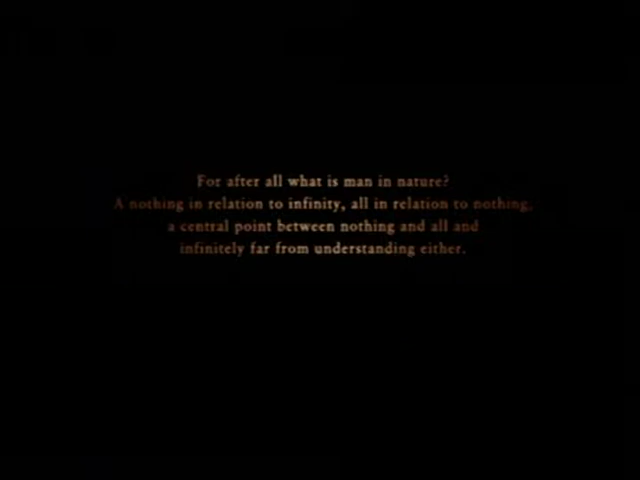 For after all what is man in nature?
A nothing in relation to infinity, all in relation to nothing,
a central point between nothing and all and
infinitely far from understanding either.